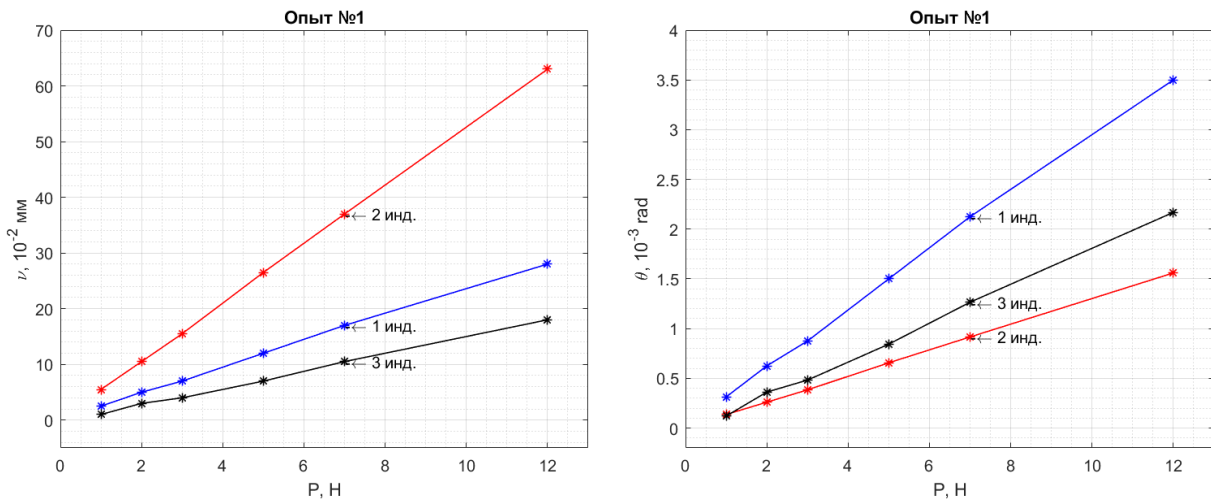 Опыт №1
70
60
50
40
30
20
10
0
ν, 10⁻² мм
← 2 инд.
← 1 инд.
← 3 инд.
0 2 4 6 8 10 12
P, Н
Опыт №1
4
3.5
3
2.5
2
1.5
1
0.5
0
θ, 10⁻³ rad
← 1 инд.
← 3 инд.
← 2 инд.
0 2 4 6 8 10 12
P, Н